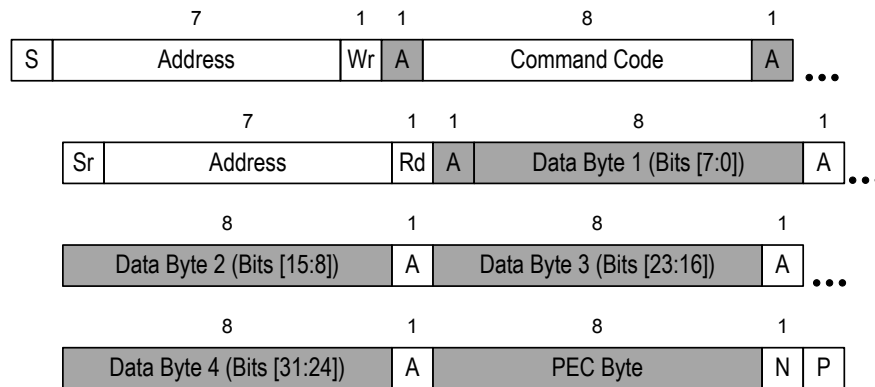 7 1 1 8 1
S Address Wr A Command Code A ...
7 1 1 8 1
Sr Address Rd A Data Byte 1 (Bits [7:0]) A ...
8 1 8 1
Data Byte 2 (Bits [15:8]) A Data Byte 3 (Bits [23:16]) A ...
8 1 8 1
Data Byte 4 (Bits [31:24]) A PEC Byte N P